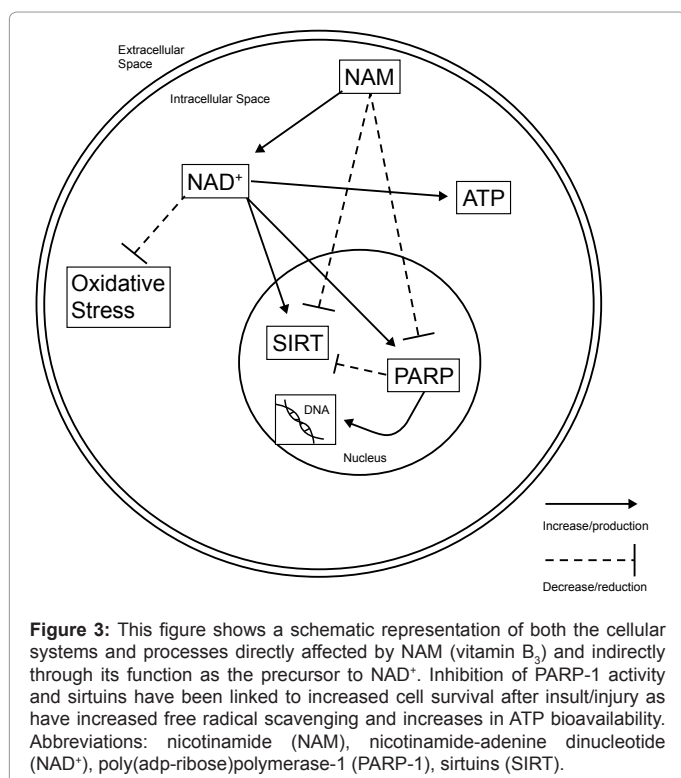 Extracellular
Space
NAM
Intracellular Space
NAD⁺
ATP
Oxidative
Stress
SIRT
PARP
DNA
Nucleus
Increase/production
Decrease/reduction
Figure 3: This figure shows a schematic representation of both the cellular
systems and processes directly affected by NAM (vitamin B₃) and indirectly
through its function as the precursor to NAD⁺. Inhibition of PARP-1 activity
and sirtuins have been linked to increased cell survival after insult/injury as
have increased free radical scavenging and increases in ATP bioavailability.
Abbreviations: nicotinamide (NAM), nicotinamide-adenine dinucleotide
(NAD⁺), poly(adp-ribose)polymerase-1 (PARP-1), sirtuins (SIRT).